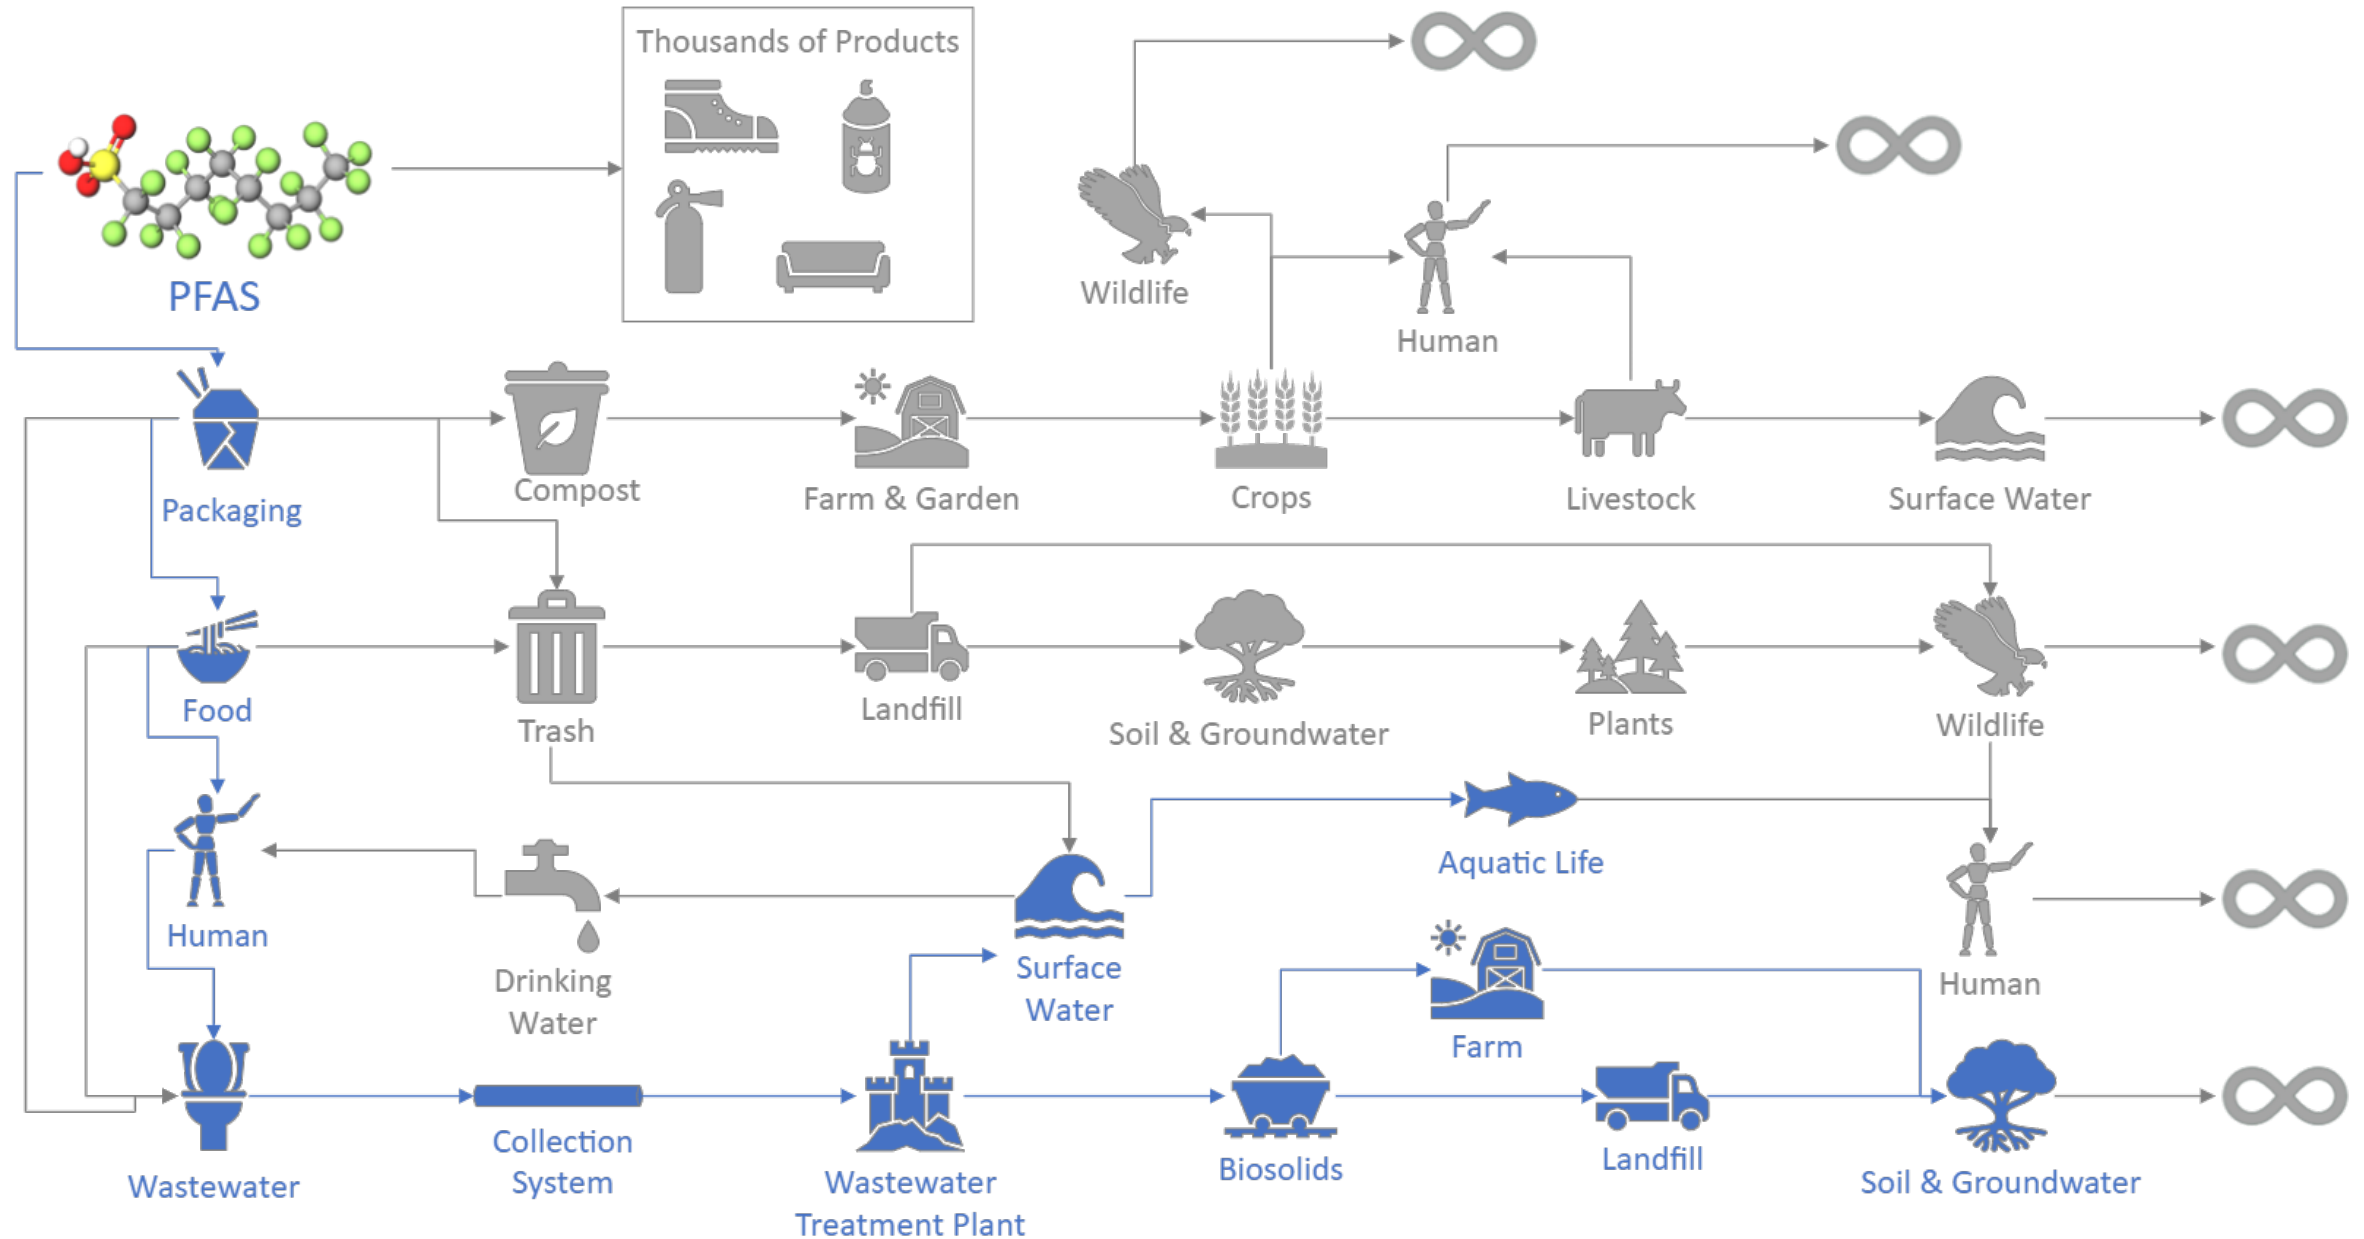 Thousands of Products
PFAS
Wildlife
Human
Packaging
Compost
Farm & Garden
Crops
Livestock
Surface Water
Food
Trash
Landfill
Soil & Groundwater
Plants
Wildlife
Human
Drinking
Water
Surface
Water
Aquatic Life
Farm
Human
Wastewater
Collection
System
Wastewater
Treatment Plant
Biosolids
Landfill
Soil & Groundwater